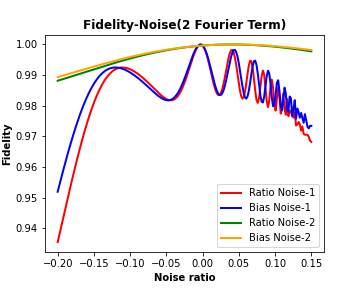 Fidelity-Noise(2 Fourier Term)
1.00
0.99
0.98
0.97
0.96
0.95
0.94
Fidelity
−0.20 −0.15 −0.10 −0.05 0.00 0.05 0.10 0.15
Noise ratio
Ratio Noise-1
Bias Noise-1
Ratio Noise-2
Bias Noise-2